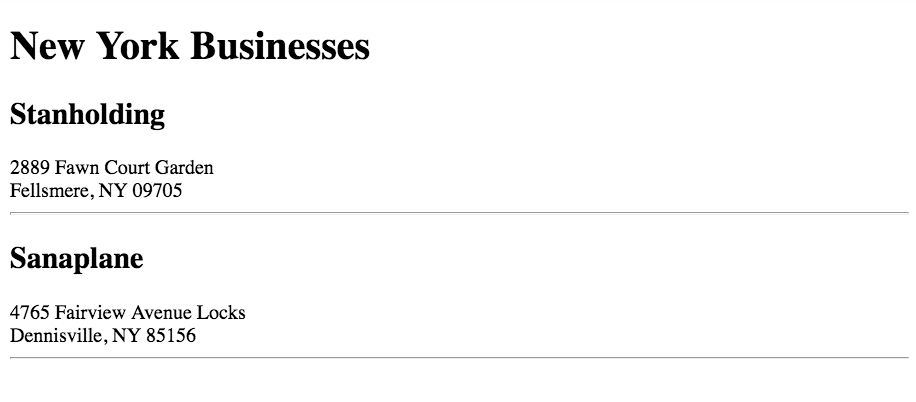 New York Businesses
Stanholding
2889 Fawn Court Garden
Fellsmere, NY 09705
Sanaplane
4765 Fairview Avenue Locks
Dennisville, NY 85156